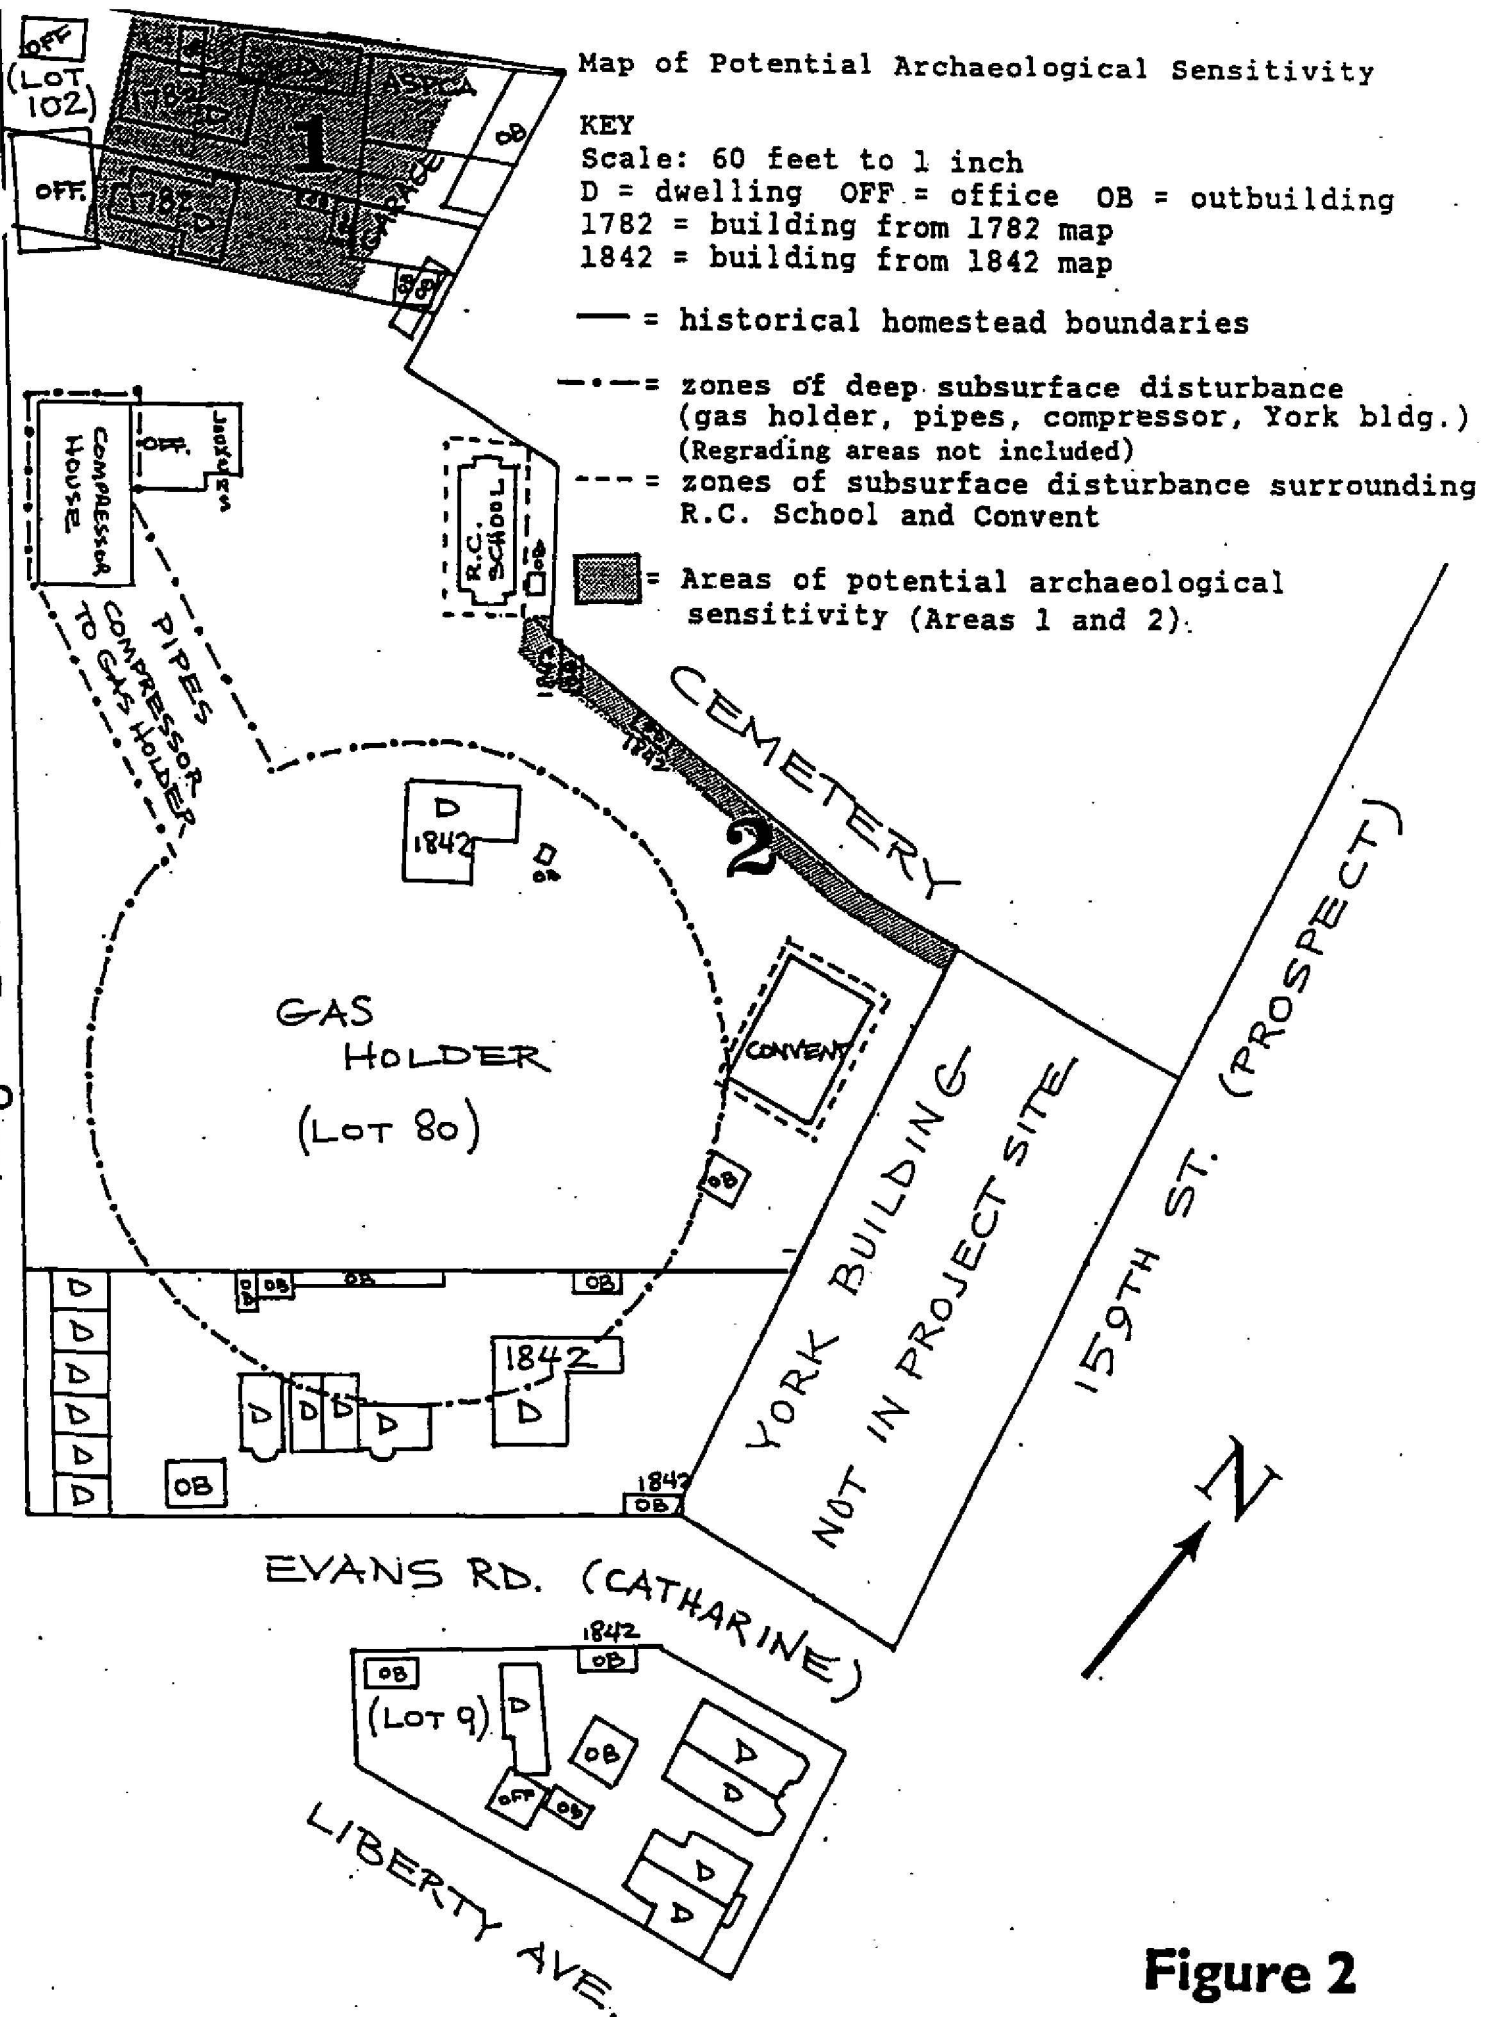 Map of Potential Archaeological Sensitivity
KEY
Scale: 60 feet to 1 inch
D = dwelling OFF = office OB = outbuilding
1782 = building from 1782 map
1842 = building from 1842 map
— = historical homestead boundaries
—·— = zones of deep subsurface disturbance
(gas holder, pipes, compressor, York bldg.)
(Regrading areas not included)
--- = zones of subsurface disturbance surrounding
R.C. School and Convent
= Areas of potential archaeological
sensitivity (Areas 1 and 2).
OFF
(LOT
102)
OFF.
1782
D
1
ASPCA
OB
GARAGE
1782
D
OB
OB
COMPRESSOR
HOUSE
OFF.
R.C.
SCHOOL
OB
PIPES
COMPRESSOR
TO GAS HOLDER
1842
CEMETERY
2
D
1842
OB
GAS
HOLDER
(LOT 80)
CONVENT
OB
YORK BUILDING
NOT IN PROJECT SITE
159TH ST. (PROSPECT)
D
D
D
D
D
D
OB
OB
OB
OB
1842
D
D
D
D
D
OB
1842
OB
N
EVANS RD. (CATHARINE)
1842
OB
OB
(LOT 9)
D
OB
OFF
OB
D
D
D
D
LIBERTY AVE.
Figure 2